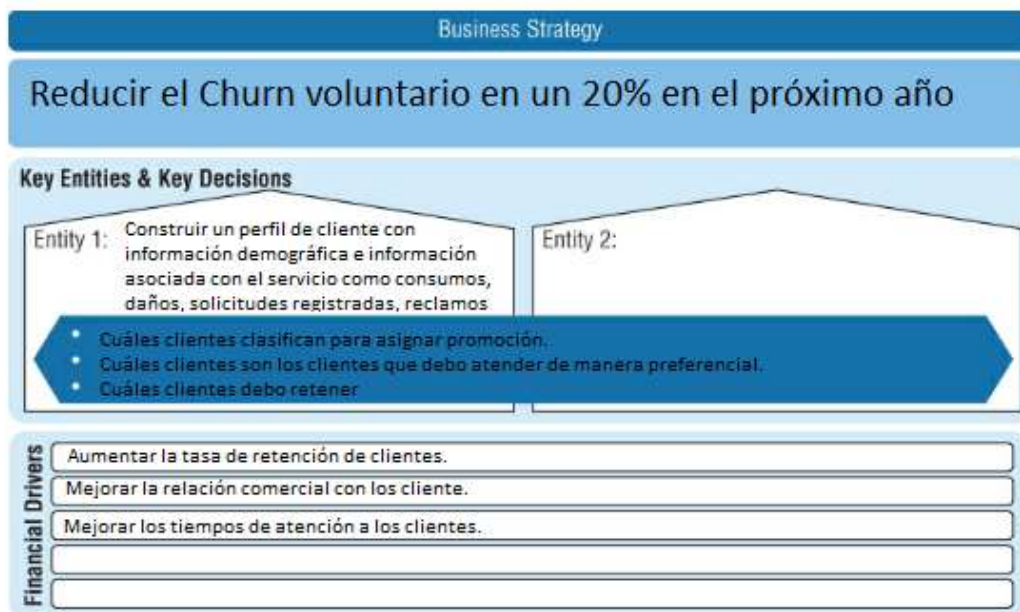 Business Strategy
Reducir el Churn voluntario en un 20% en el próximo año
Key Entities & Key Decisions
Entity 1: Construir un perfil de cliente con
información demográfica e información
asociada con el servicio como consumos,
daños, solicitudes registradas, reclamos
Entity 2:
• Cuáles clientes clasifican para asignar promoción.
• Cuáles clientes son los clientes que debo atender de manera preferencial.
• Cuáles clientes debo retener
Financial Drivers
Aumentar la tasa de retención de clientes.
Mejorar la relación comercial con los cliente.
Mejorar los tiempos de atención a los clientes.